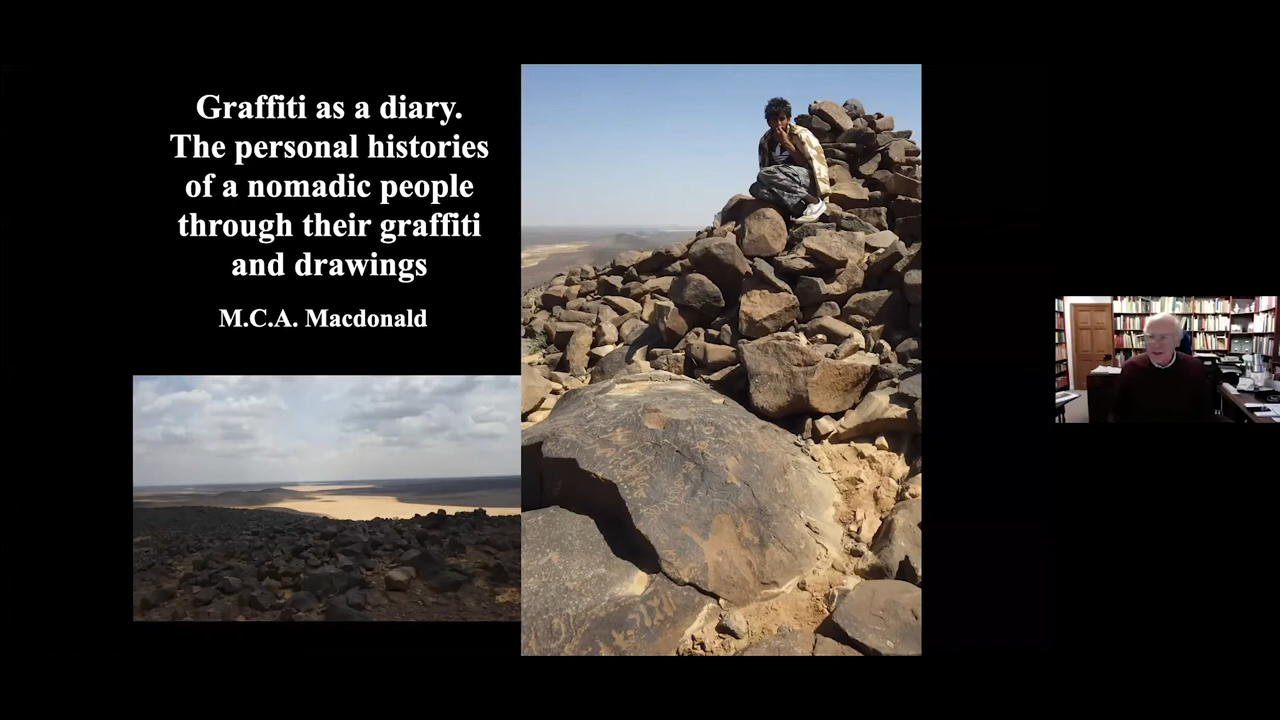 Graffiti as a diary.
The personal histories
of a nomadic people
through their graffiti
and drawings
M.C.A. Macdonald